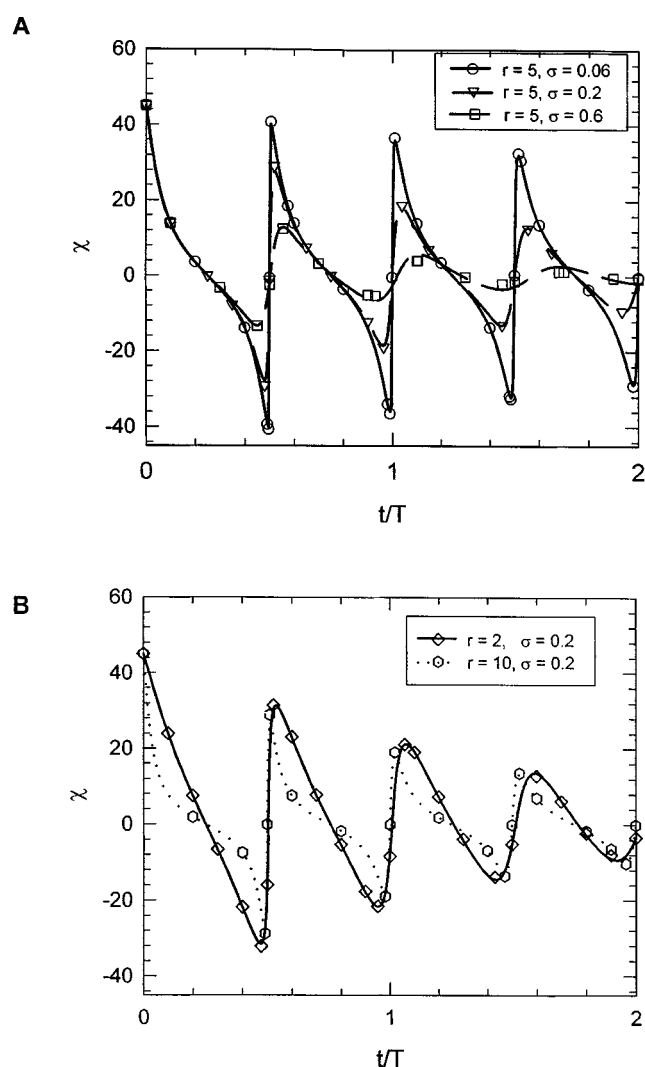 A
60
40
20
0
-20
-40
χ
r = 5, σ = 0.06
r = 5, σ = 0.2
r = 5, σ = 0.6
0
1
2
t/T
B
60
40
20
0
-20
-40
χ
r = 2, σ = 0.2
r = 10, σ = 0.2
0
1
2
t/T